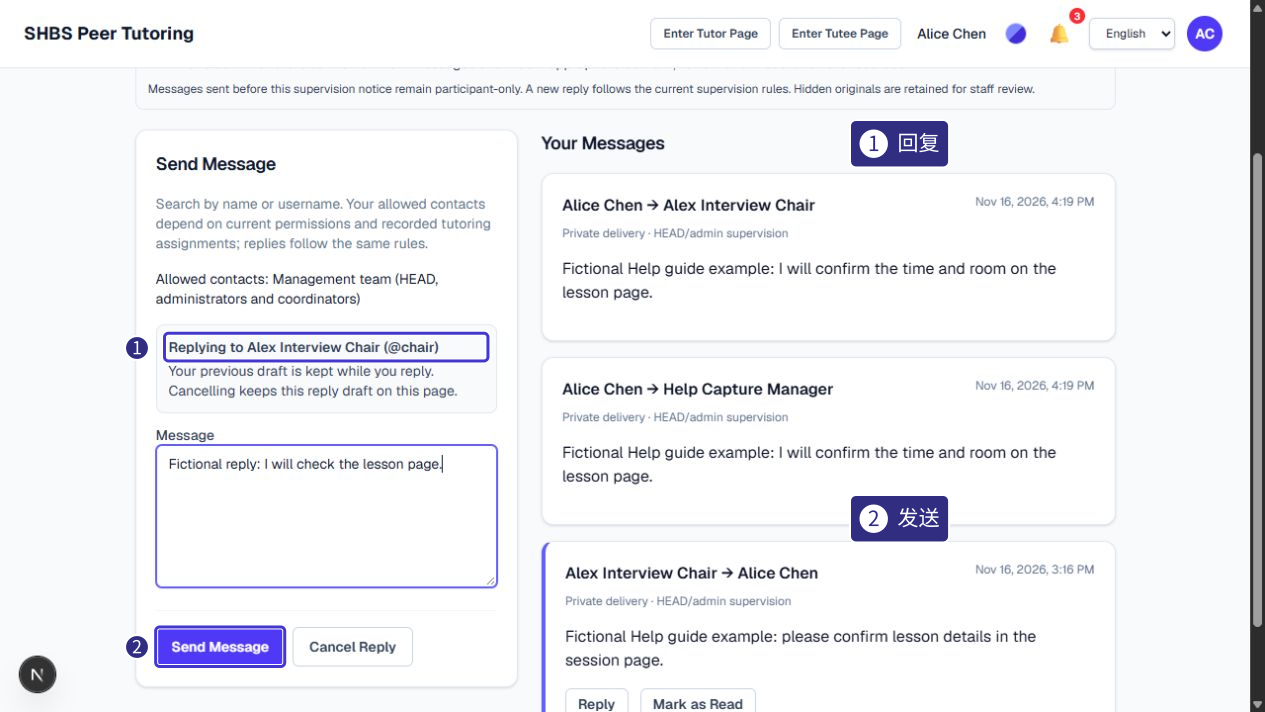 SHBS Peer Tutoring
Enter Tutor Page
Enter Tutee Page
Alice Chen
3
English
AC
Messages sent before this supervision notice remain participant-only. A new reply follows the current supervision rules. Hidden originals are retained for staff review.
Send Message
Search by name or username. Your allowed contacts
depend on current permissions and recorded tutoring
assignments; replies follow the same rules.
Allowed contacts: Management team (HEAD,
administrators and coordinators)
1
Replying to Alex Interview Chair (@chair)
Your previous draft is kept while you reply.
Cancelling keeps this reply draft on this page.
Message
Fictional reply: I will check the lesson page.
2
Send Message
Cancel Reply
N
Your Messages
1 回复
Alice Chen → Alex Interview Chair
Nov 16, 2026, 4:19 PM
Private delivery · HEAD/admin supervision
Fictional Help guide example: I will confirm the time and room on the
lesson page.
Alice Chen → Help Capture Manager
Nov 16, 2026, 4:19 PM
Private delivery · HEAD/admin supervision
Fictional Help guide example: I will confirm the time and room on the
lesson page.
2 发送
Alex Interview Chair → Alice Chen
Nov 16, 2026, 3:16 PM
Private delivery · HEAD/admin supervision
Fictional Help guide example: please confirm lesson details in the
session page.
Reply
Mark as Read